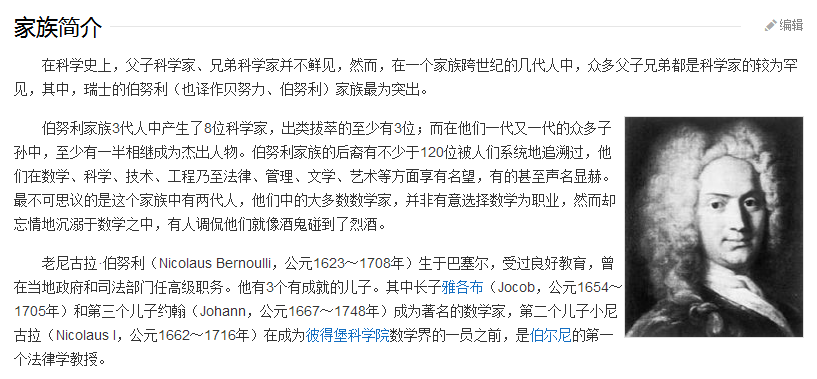 家族简介
编辑
在科学史上，父子科学家、兄弟科学家并不鲜见，然而，在一个家族跨世纪的几代人中，众多父子兄弟都是科学家的较为罕
见，其中，瑞士的伯努利（也译作贝努力、伯努利）家族最为突出。
伯努利家族3代人中产生了8位科学家，出类拔萃的至少有3位；而在他们一代又一代的众多子
孙中，至少有一半相继成为杰出人物。伯努利家族的后裔有不少于120位被人们系统地追溯过，他
们在数学、科学、技术、工程乃至法律、管理、文学、艺术等方面享有名望，有的甚至声名显赫。
最不可思议的是这个家族中有两代人，他们中的大多数数学家，并非有意选择数学为职业，然而却
忘情地沉溺于数学之中，有人调侃他们就像酒鬼碰到了烈酒。
老尼古拉·伯努利（Nicolaus Bernoulli，公元1623～1708年）生于巴塞尔，受过良好教育，曾
在当地政府和司法部门任高级职务。他有3个有成就的儿子。其中长子雅各布（Jocob，公元1654～
1705年）和第三个儿子约翰（Johann，公元1667～1748年）成为著名的数学家，第二个儿子小尼
古拉（Nicolaus I，公元1662～1716年）在成为彼得堡科学院数学界的一员之前，是伯尔尼的第一
个法律学教授。